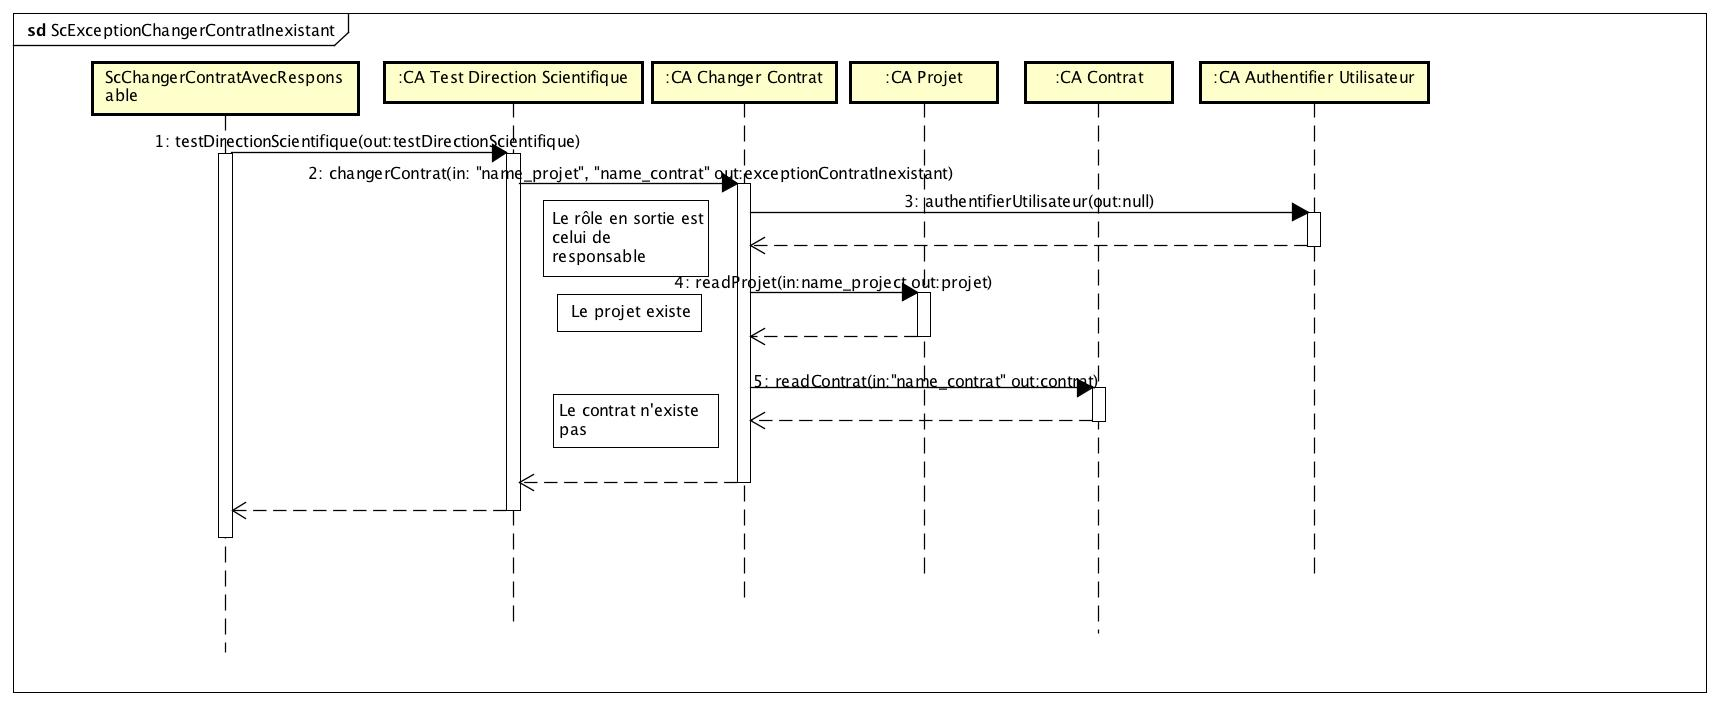 sd ScExceptionChangerContratInexistant
ScChangerContratAvecRespons
able
:CA Test Direction Scientifique
:CA Changer Contrat
:CA Projet
:CA Contrat
:CA Authentifier Utilisateur
1: testDirectionScientifique(out:testDirectionScientifique)
2: changerContrat(in: "name_projet", "name_contrat" out:exceptionContratInexistant)
3: authentifierUtilisateur(out:null)
Le rôle en sortie est
celui de
responsable
4: readProjet(in:name_project out:projet)
Le projet existe
5: readContrat(in:"name_contrat" out:contrat)
Le contrat n'existe
pas